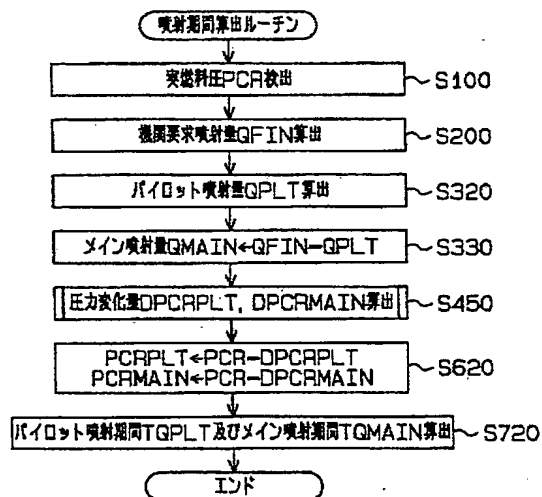 噴射期間算出ルーチン
実燃料圧PCR検出
S100
機関要求噴射量QFIN算出
S200
パイロット噴射量QPLT算出
S320
メイン噴射量QMAIN←QFIN-QPLT
S330
圧力変化量DPCRPLT, DPCRMAIN算出
S450
PCRPLT←PCR-DPCRPLT
PCRMAIN←PCR-DPCRMAIN
S620
パイロット噴射期間TQPLT及びメイン噴射期間TQMAIN算出
S720
エンド